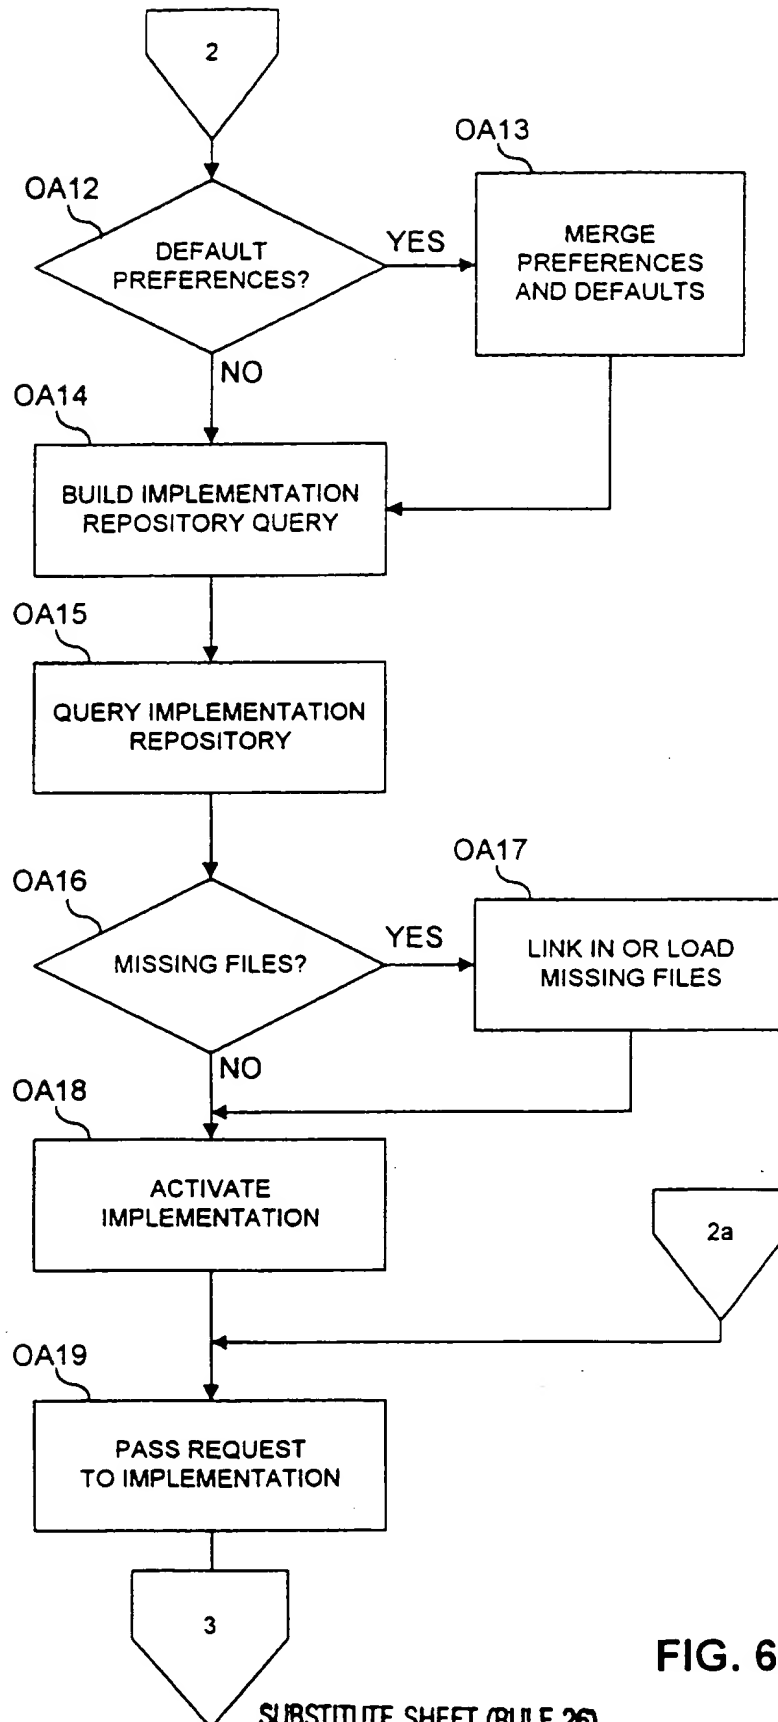 2
OA12
DEFAULT
PREFERENCES?
YES
OA13
MERGE
PREFERENCES
AND DEFAULTS
NO
OA14
BUILD IMPLEMENTATION
REPOSITORY QUERY
OA15
QUERY IMPLEMENTATION
REPOSITORY
OA16
MISSING FILES?
YES
OA17
LINK IN OR LOAD
MISSING FILES
NO
OA18
ACTIVATE
IMPLEMENTATION
2a
OA19
PASS REQUEST
TO IMPLEMENTATION
3
FIG. 6
SUBSTITUTE SHEET (RULE 26)